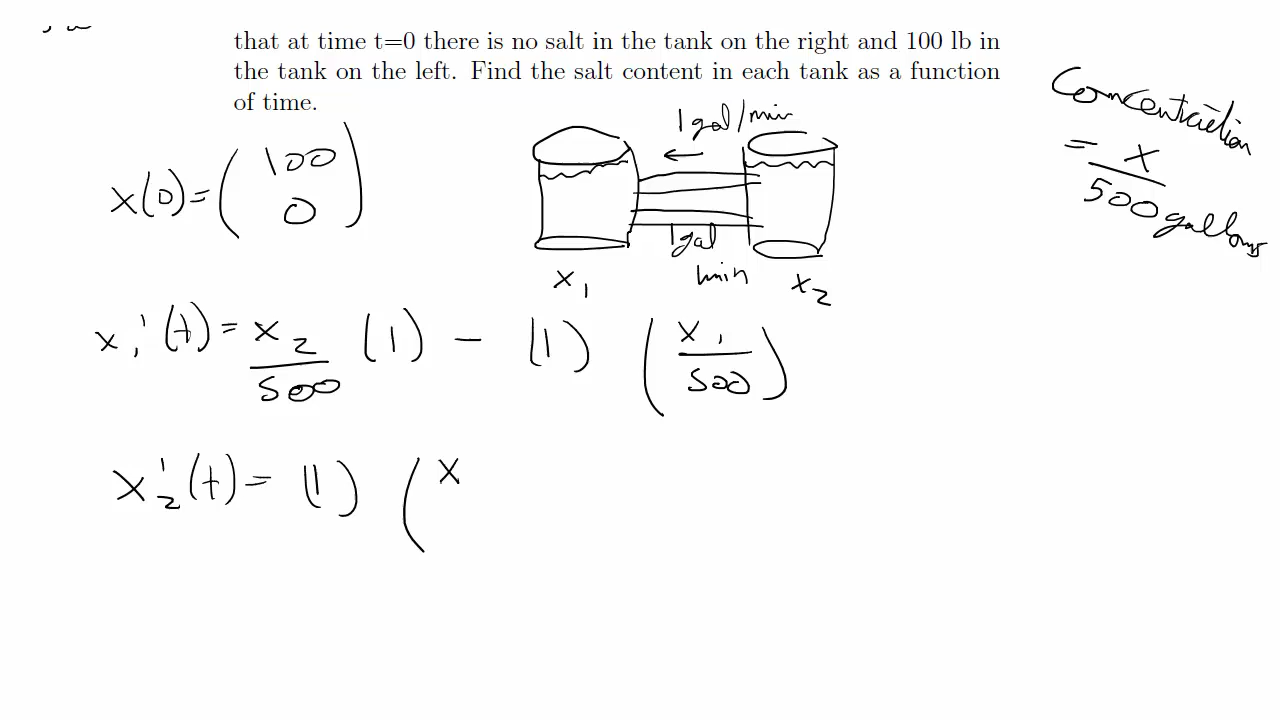 that at time t=0 there is no salt in the tank on the right and 100 lb in
the tank on the left. Find the salt content in each tank as a function
of time.
Concentration
= x / 500 gallons
1 gal/min
x(0) = ( 100
0 )
1 gal
min
x₁ x₂
x₁'(t) = x₂/500 (1) − (1) (x₁/500)
x₂'(t) = (1) ( x